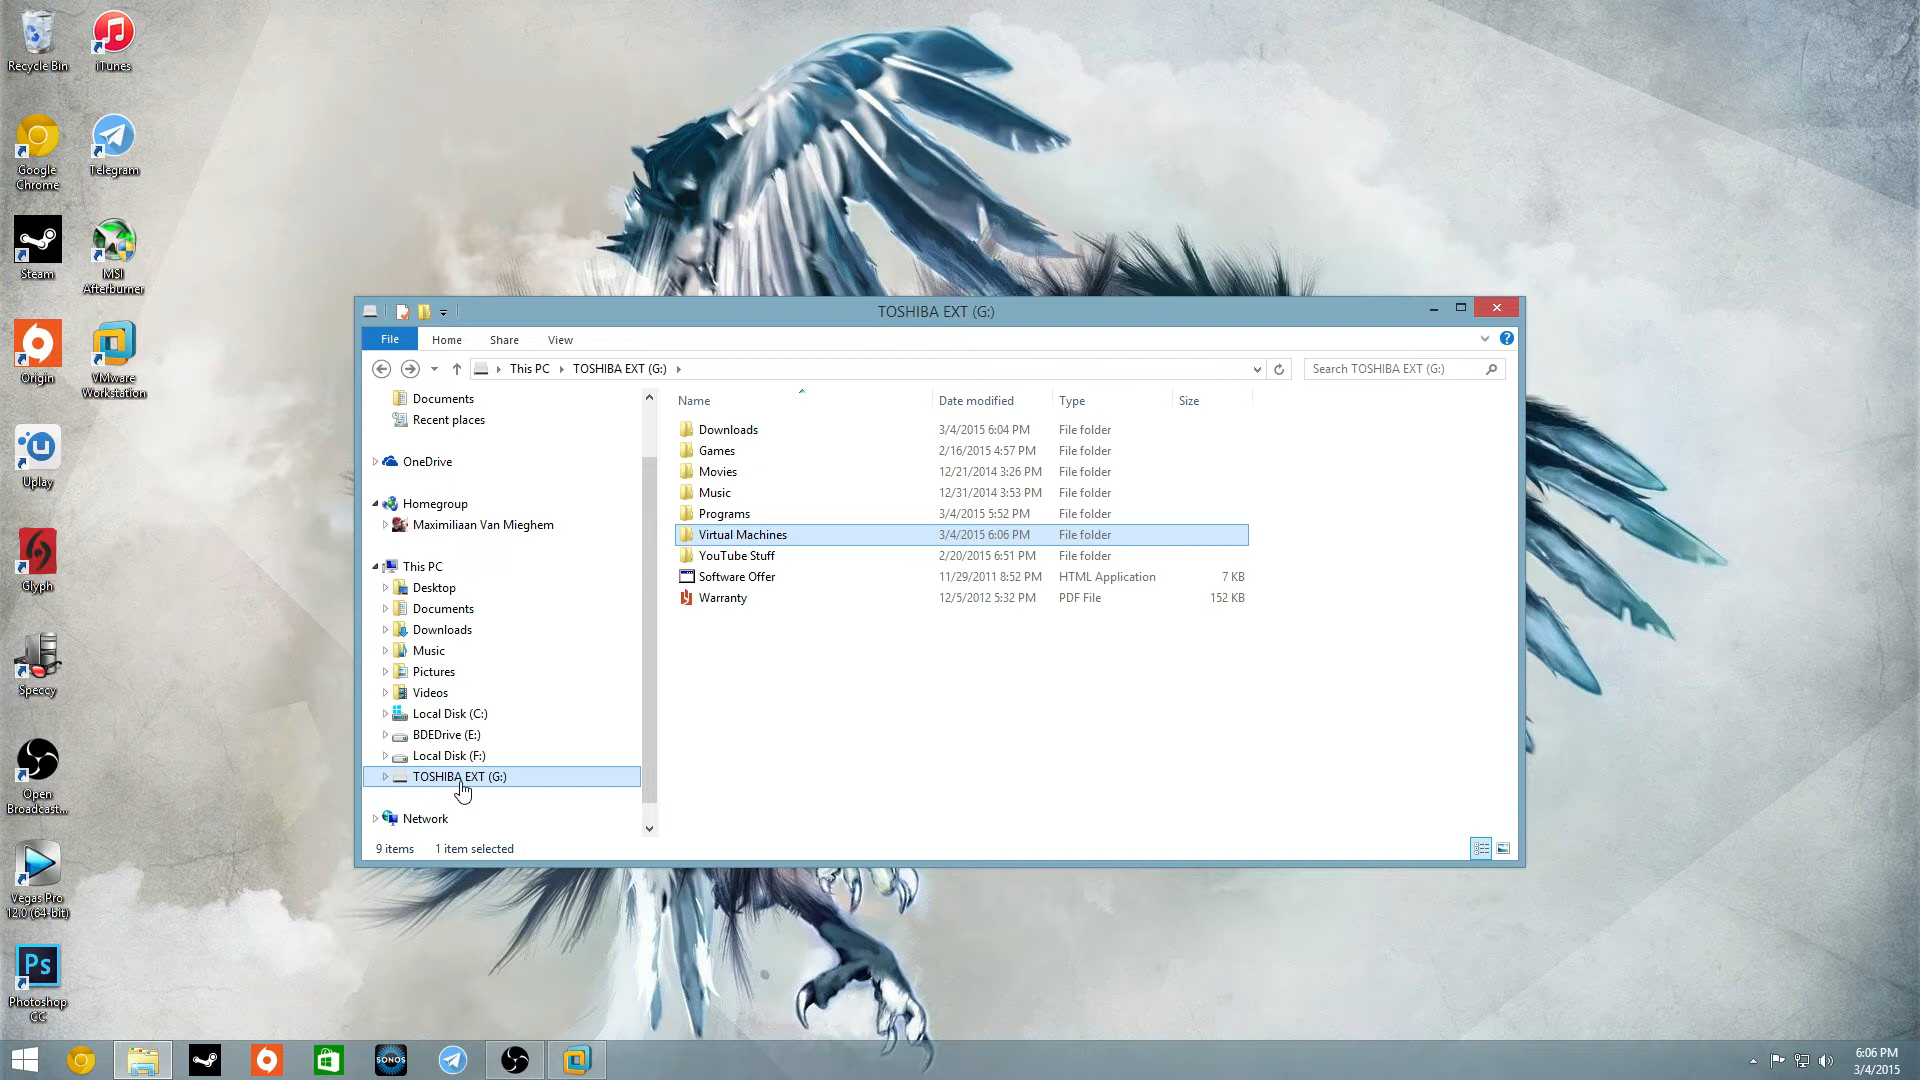 Recycle Bin
iTunes
Google
Chrome
Telegram
Steam
MSI
Afterburner
Origin
VMware
Workstation
Uplay
Glyph
Speccy
Open
Broadcast...
Vegas Pro
12.0 (64-bit)
Ps
Photoshop
CC
TOSHIBA EXT (G:)
File
Home
Share
View
This PC
TOSHIBA EXT (G:)
Search TOSHIBA EXT (G:)
Documents
Recent places
OneDrive
Homegroup
Maximiliaan Van Mieghem
This PC
Desktop
Documents
Downloads
Music
Pictures
Videos
Local Disk (C:)
BDEDrive (E:)
Local Disk (F:)
TOSHIBA EXT (G:)
Network
Name Date modified Type Size
Downloads 3/4/2015 6:04 PM File folder
Games 2/16/2015 4:57 PM File folder
Movies 12/21/2014 3:26 PM File folder
Music 12/31/2014 3:53 PM File folder
Programs 3/4/2015 5:52 PM File folder
Virtual Machines 3/4/2015 6:06 PM File folder
YouTube Stuff 2/20/2015 6:51 PM File folder
Software Offer 11/29/2011 8:52 PM HTML Application 7 KB
Warranty 12/5/2012 5:32 PM PDF File 152 KB
9 items 1 item selected
SONOS
6:06 PM
3/4/2015